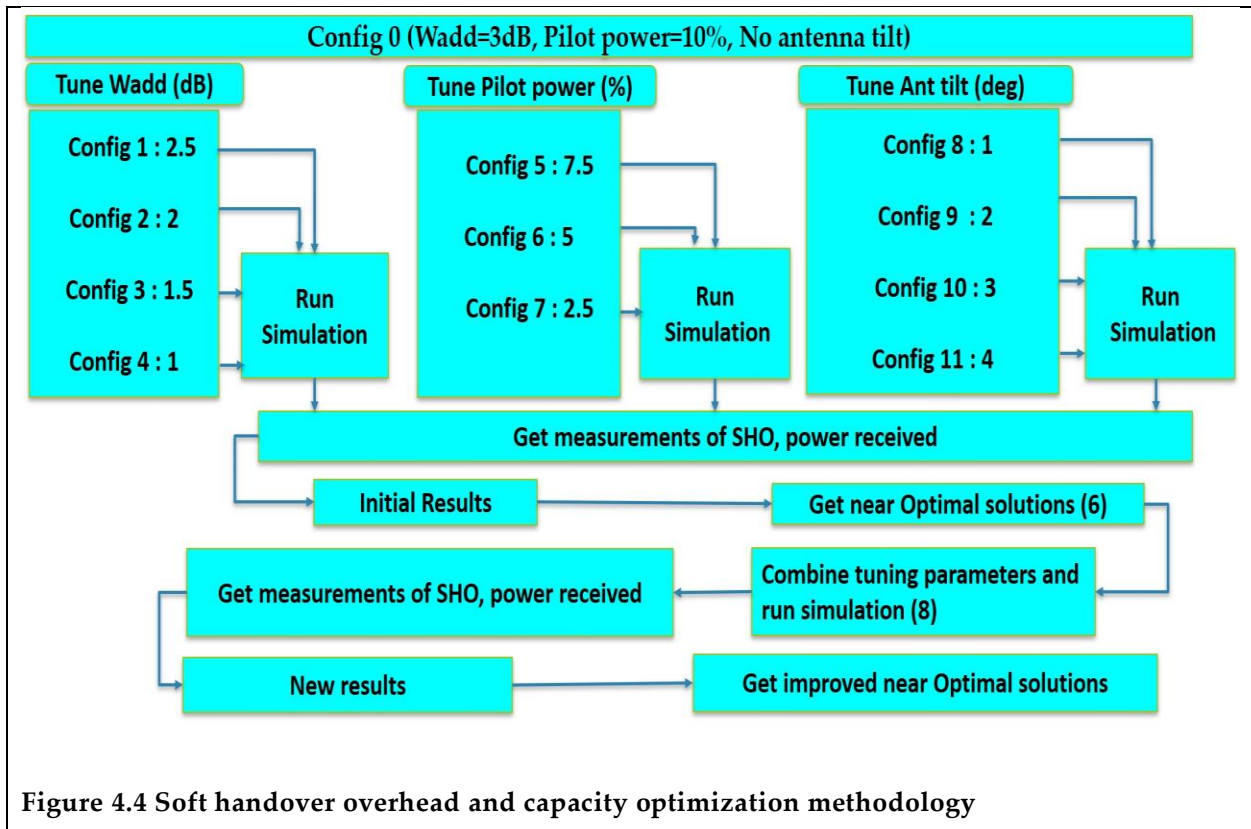 Config 0 (Wadd=3dB, Pilot power=10%, No antenna tilt)
Tune Wadd (dB)
Config 1 : 2.5
Config 2 : 2
Config 3 : 1.5
Config 4 : 1
Run
Simulation
Tune Pilot power (%)
Config 5 : 7.5
Config 6 : 5
Config 7 : 2.5
Run
Simulation
Tune Ant tilt (deg)
Config 8 : 1
Config 9 : 2
Config 10 : 3
Config 11 : 4
Run
Simulation
Get measurements of SHO, power received
Initial Results
Get near Optimal solutions (6)
Combine tuning parameters and
run simulation (8)
Get measurements of SHO, power received
New results
Get improved near Optimal solutions
Figure 4.4 Soft handover overhead and capacity optimization methodology